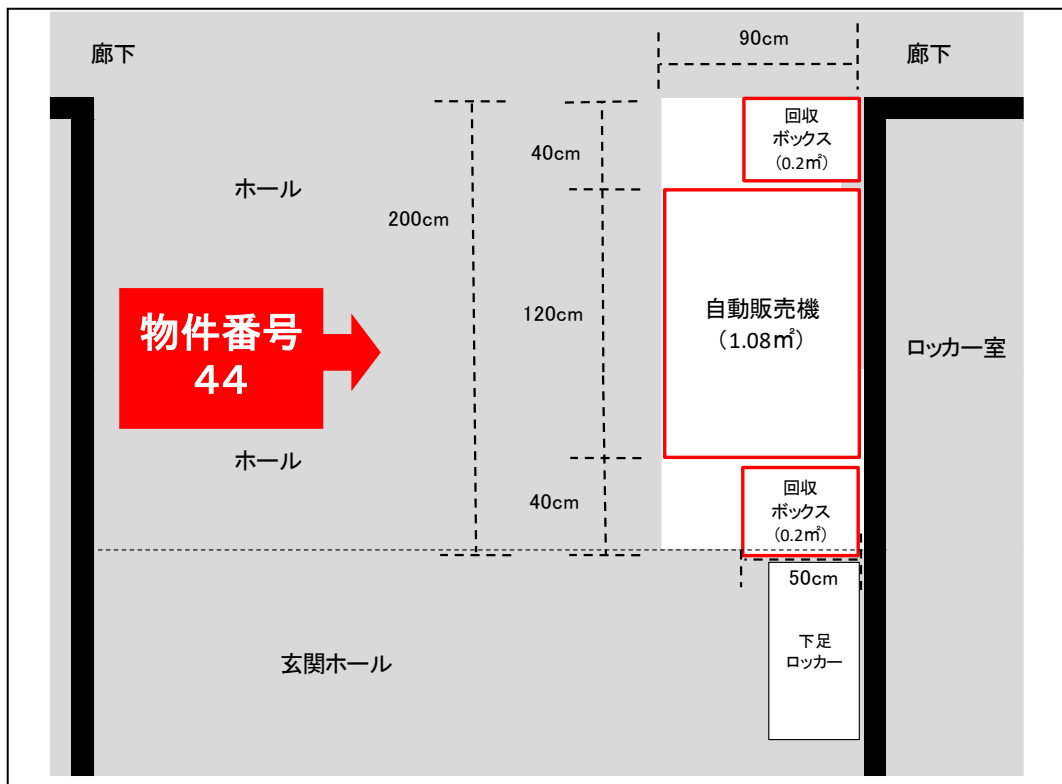 廊下
90cm
廊下
回収
ボックス
（0.2㎡）
40cm
ホール
200cm
物件番号
44
120cm
自動販売機
（1.08㎡）
ロッカー室
ホール
40cm
回収
ボックス
（0.2㎡）
50cm
下足
ロッカー
玄関ホール